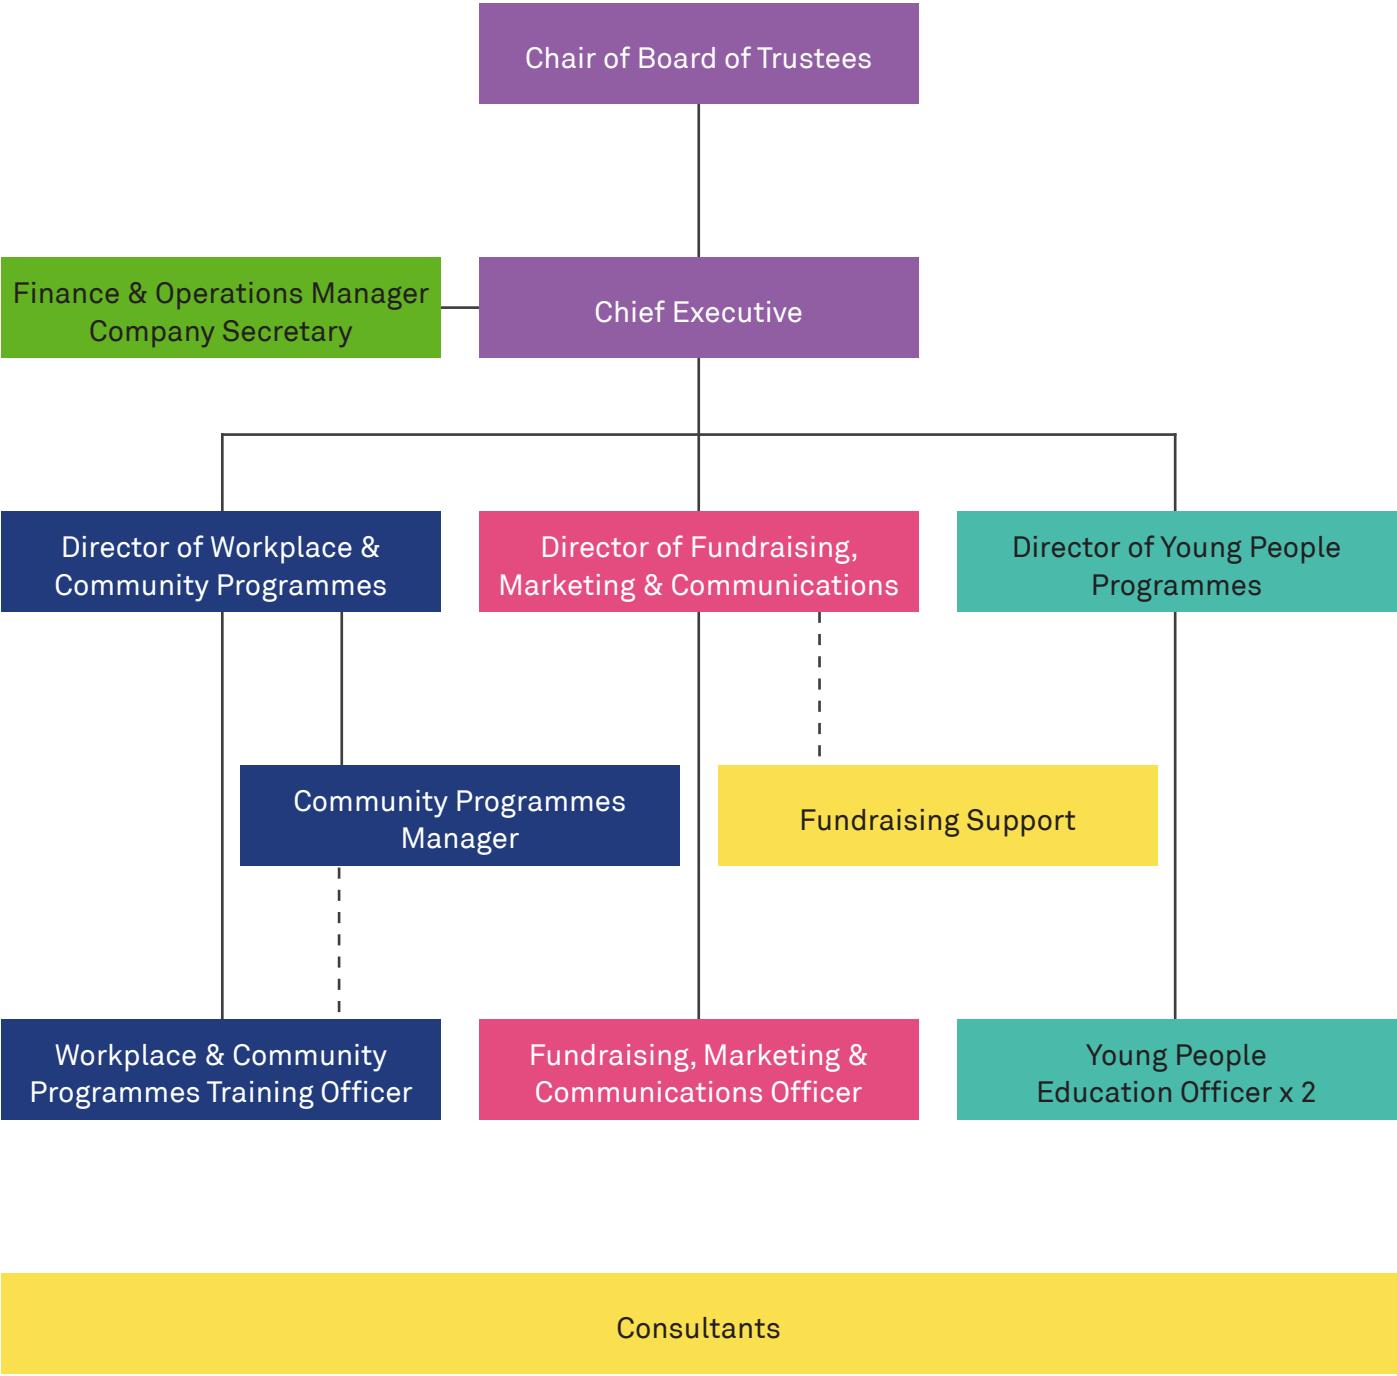 Chair of Board of Trustees
Finance & Operations Manager
Company Secretary
Chief Executive
Director of Workplace &
Community Programmes
Director of Fundraising,
Marketing & Communications
Director of Young People
Programmes
Community Programmes
Manager
Fundraising Support
Workplace & Community
Programmes Training Officer
Fundraising, Marketing &
Communications Officer
Young People
Education Officer x 2
Consultants